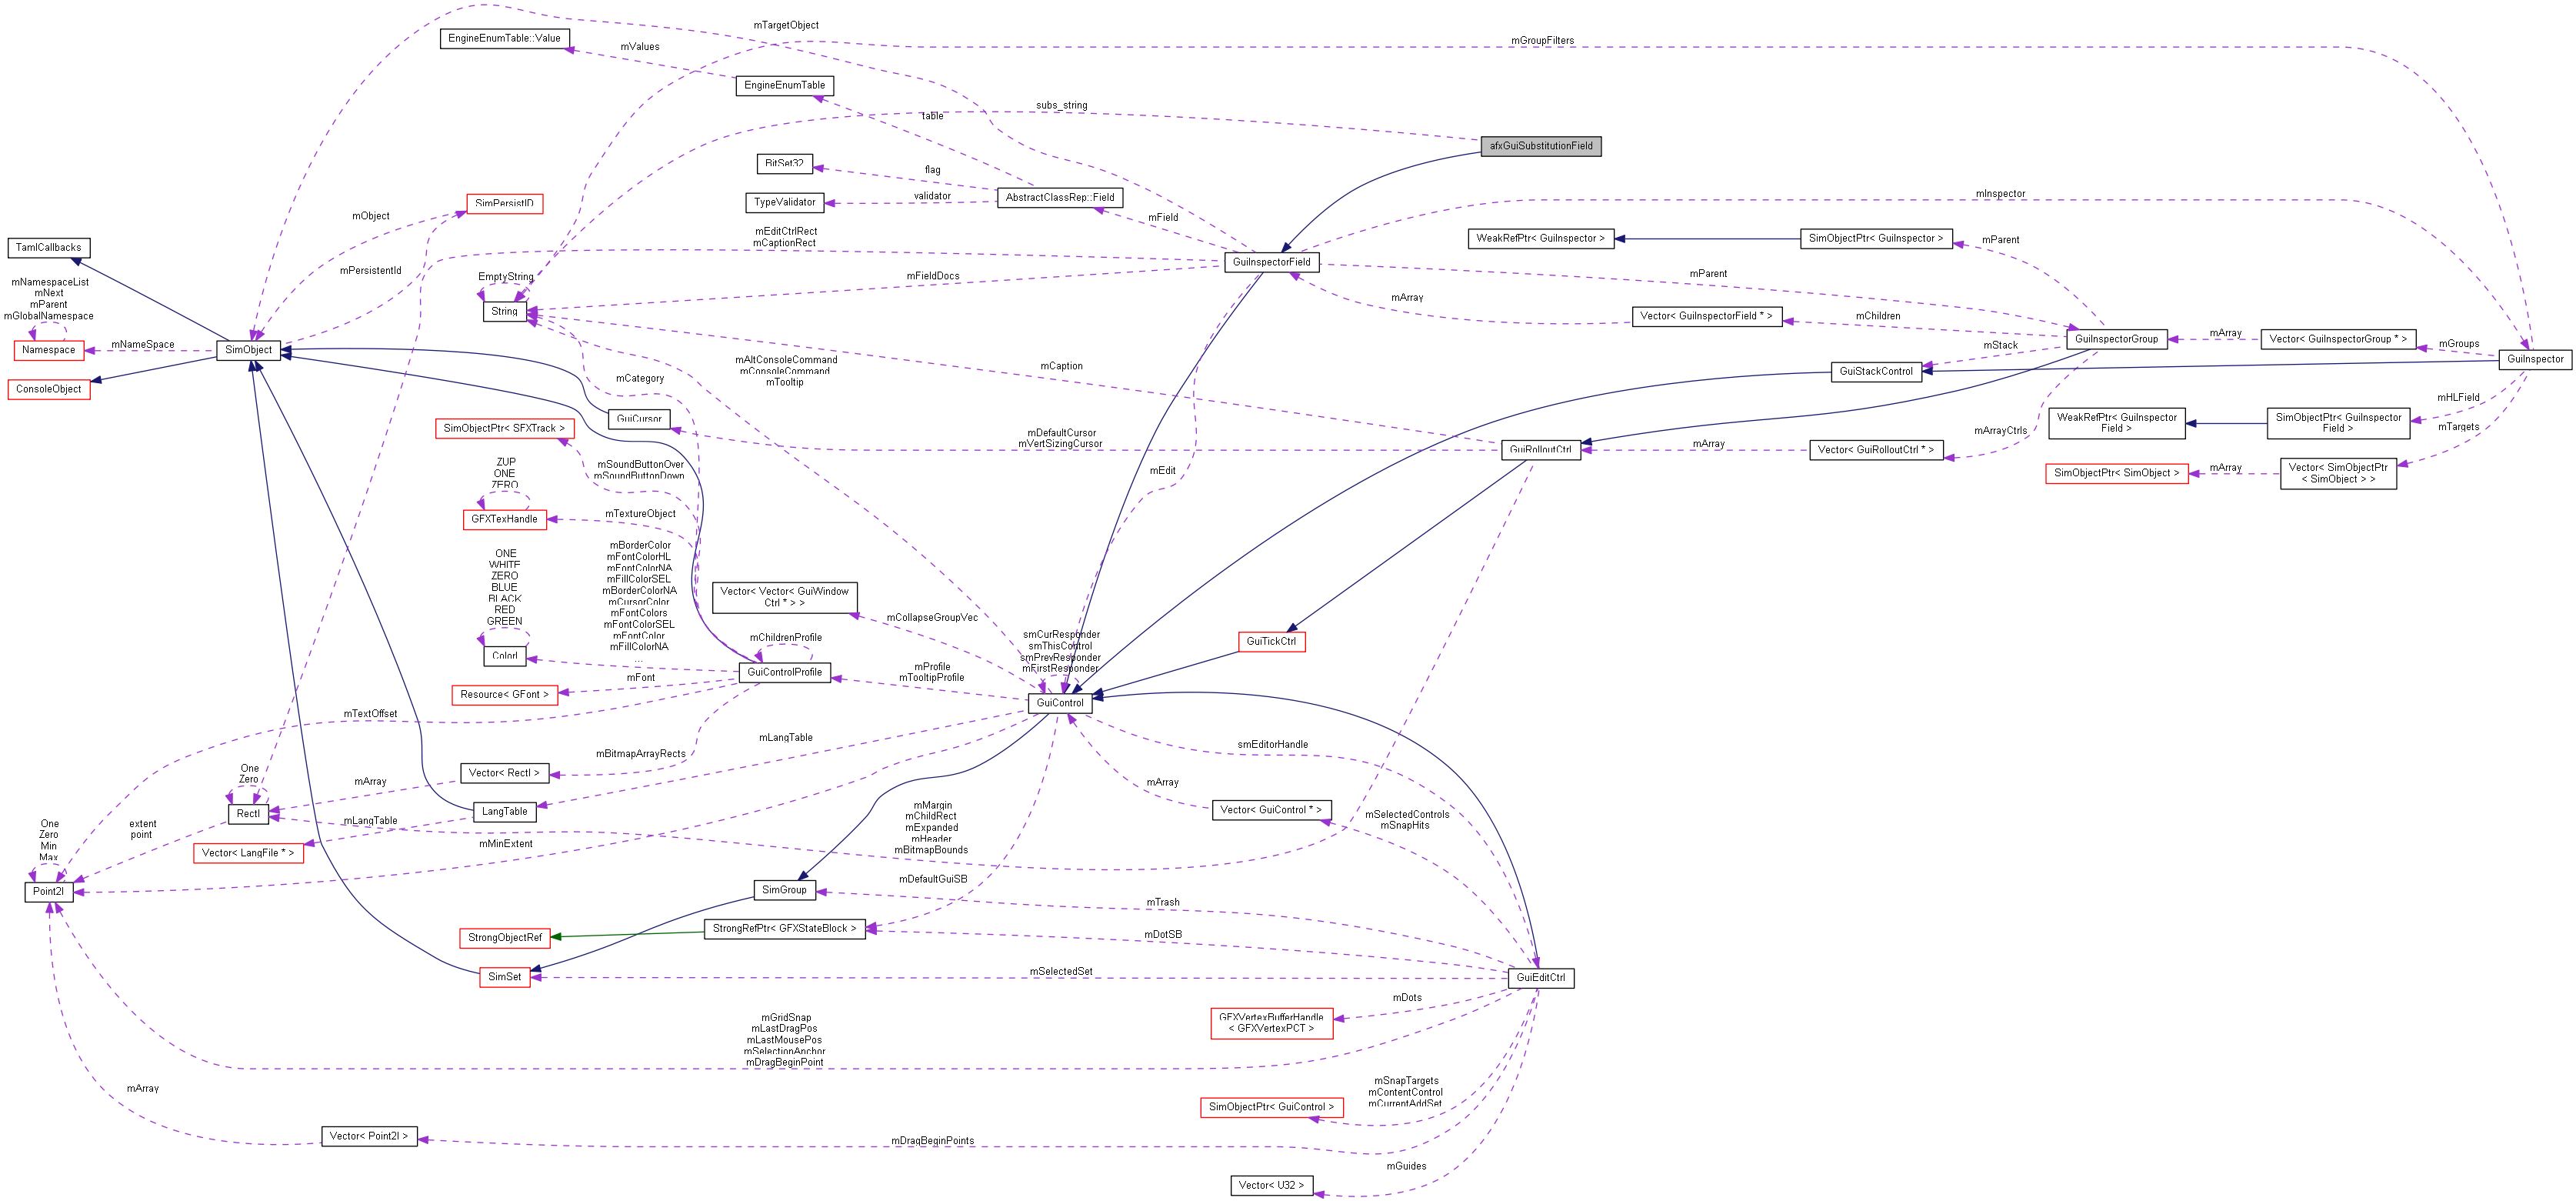 mTargetObject
mGroupFilters
EngineEnumTable::Value
mValues
EngineEnumTable
subs_string
table
afxGuiSubstitutionField
BitSet32
flag
AbstractClassRep::Field
validator
TypeValidator
mInspector
SimPersistID
mObject
mField
mEditCtrlRect
mCaptionRect
WeakRefPtr< GuiInspector >
SimObjectPtr< GuiInspector >
mParent
TamlCallbacks
mPersistentId
GuiInspectorField
EmptyString
mFieldDocs
mParent
mNamespaceList
mNext
mParent
mGlobalNamespace
String
mArray
Vector< GuiInspectorField * >
mChildren
Namespace
mNameSpace
SimObject
GuiInspectorGroup
mArray
Vector< GuiInspectorGroup * >
mGroups
GuiInspector
mStack
mAltConsoleCommand
mConsoleCommand
mTooltip
mCaption
GuiStackControl
mCategory
ConsoleObject
mHLField
GuiCursor
SimObjectPtr< SFXTrack >
mDefaultCursor
mVertSizingCursor
mArrayCtrls
WeakRefPtr< GuiInspector
Field >
SimObjectPtr< GuiInspector
Field >
mTargets
GuiRolloutCtrl
mArray
Vector< GuiRolloutCtrl * >
mSoundButtonOver
mSoundButtonDown
mEdit
ZUP
ONE
ZERO
SimObjectPtr< SimObject >
mArray
Vector< SimObjectPtr
< SimObject > >
GFXTexHandle
mTextureObject
mBorderColor
mFontColorHL
mFontColorNA
mFillColorSEL
mBorderColorNA
mCursorColor
mFontColors
mFontColorSEL
mFontColor
mFillColorNA
...
ONE
WHITE
ZERO
BLUE
BLACK
RED
GREEN
ColorI
Vector< Vector< GuiWindow
Ctrl * > >
mCollapseGroupVec
mChildrenProfile
GuiControlProfile
smCurResponder
smThisControl
smPrevResponder
mFirstResponder
GuiTickCtrl
mProfile
mTooltipProfile
mFont
Resource< GFont >
GuiControl
mTextOffset
mLangTable
smEditorHandle
mBitmapArrayRects
One
Zero
mArray
Vector< RectI >
mArray
RectI
LangTable
Vector< GuiControl * >
mMargin
mChildRect
mExpanded
mHeader
mBitmapBounds
mSelectedControls
mSnapHits
One
Zero
Min
Max
extent
point
mLangTable
Vector< LangFile * >
mMinExtent
Point2I
mDefaultGuiSB
SimGroup
mTrash
StrongObjectRef
StrongRefPtr< GFXStateBlock >
mDotSB
SimSet
mSelectedSet
GuiEditCtrl
mDots
GFXVertexBufferHandle
< GFXVertexPCT >
mGridSnap
mLastDragPos
mLastMousePos
mSelectionAnchor
mDragBeginPoint
mArray
mSnapTargets
mContentControl
mCurrentAddSet
SimObjectPtr< GuiControl >
Vector< Point2I >
mDragBeginPoints
mGuides
Vector< U32 >